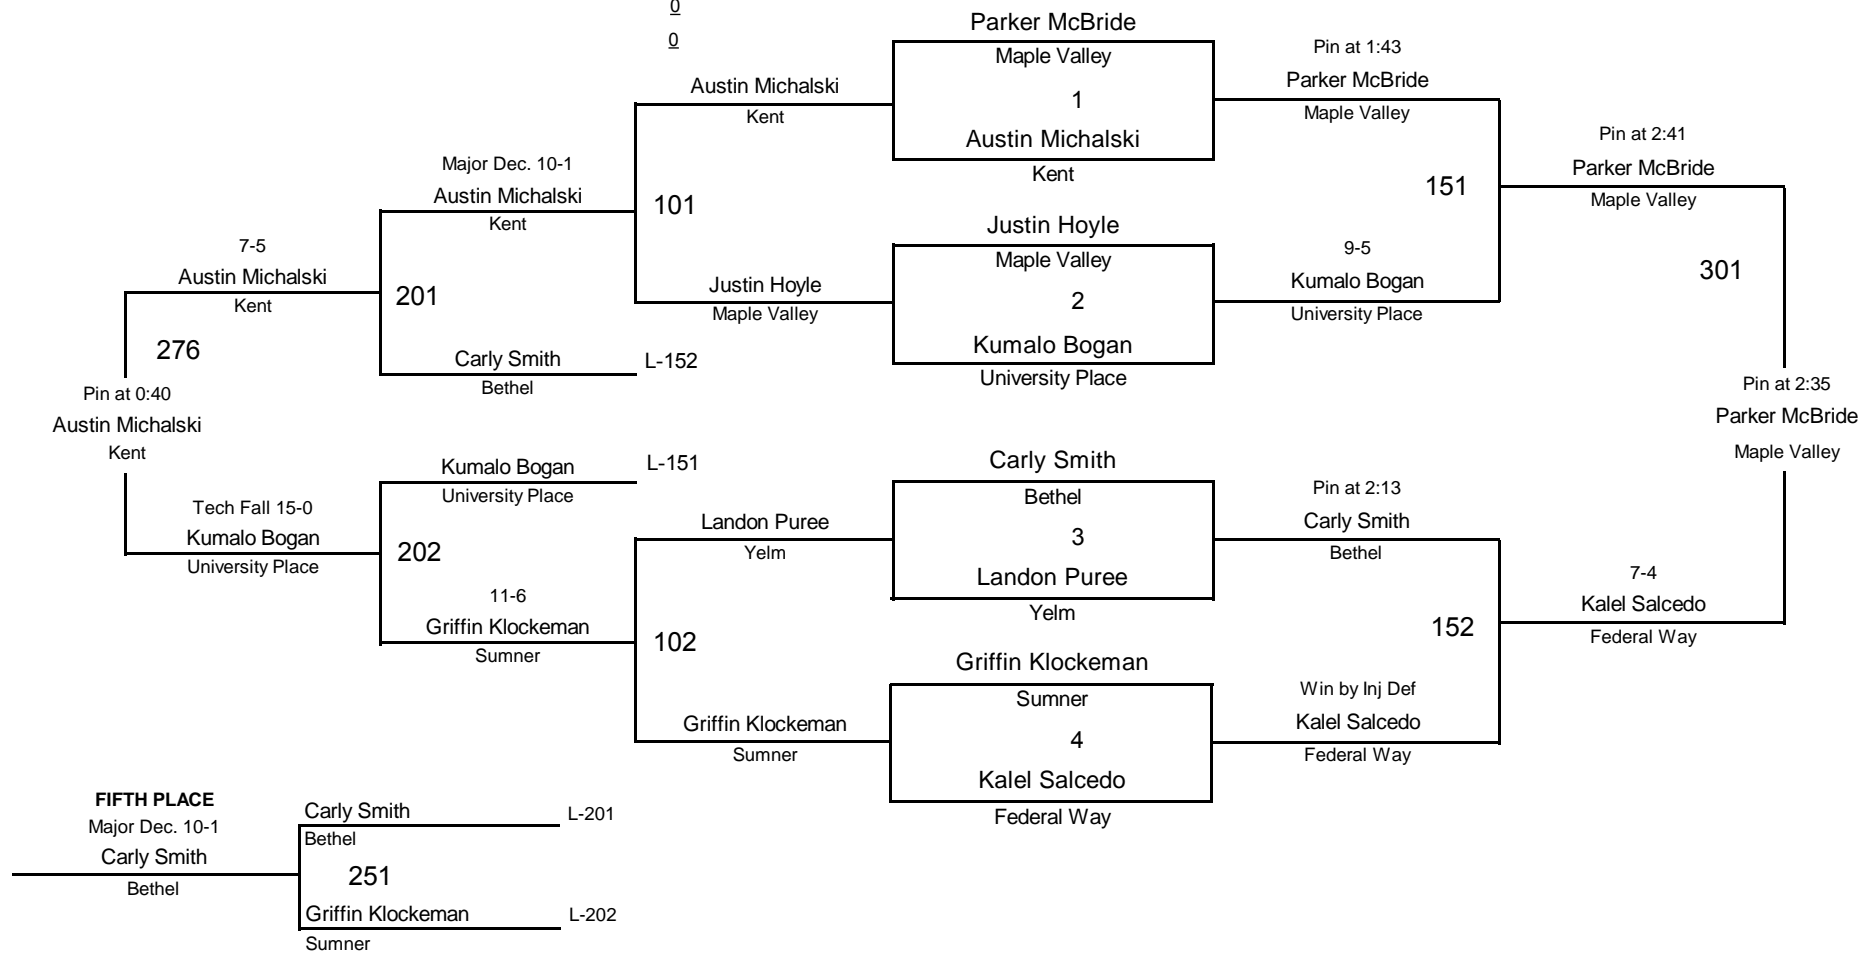 0
0
Parker McBride
Maple Valley
1
Austin Michalski
Kent
Justin Hoyle
Maple Valley
2
Kumalo Bogan
University Place
Carly Smith
Bethel
3
Landon Puree
Yelm
Griffin Klockeman
Sumner
4
Kalel Salcedo
Federal Way
Pin at 1:43
Parker McBride
Maple Valley
151
9-5
Kumalo Bogan
University Place
Pin at 2:13
Carly Smith
Bethel
152
Win by Inj Def
Kalel Salcedo
Federal Way
Pin at 2:41
Parker McBride
Maple Valley
301
7-4
Kalel Salcedo
Federal Way
Pin at 2:35
Parker McBride
Maple Valley
Austin Michalski
Kent
101
Justin Hoyle
Maple Valley
L-152
L-151
Landon Puree
Yelm
102
Griffin Klockeman
Sumner
Major Dec. 10-1
Austin Michalski
Kent
201
Carly Smith
Bethel
Kumalo Bogan
University Place
202
11-6
Griffin Klockeman
Sumner
7-5
Austin Michalski
Kent
276
Tech Fall 15-0
Kumalo Bogan
University Place
Pin at 0:40
Austin Michalski
Kent
FIFTH PLACE
Major Dec. 10-1
Carly Smith
Bethel
Carly Smith
L-201
Bethel
251
Griffin Klockeman
L-202
Sumner